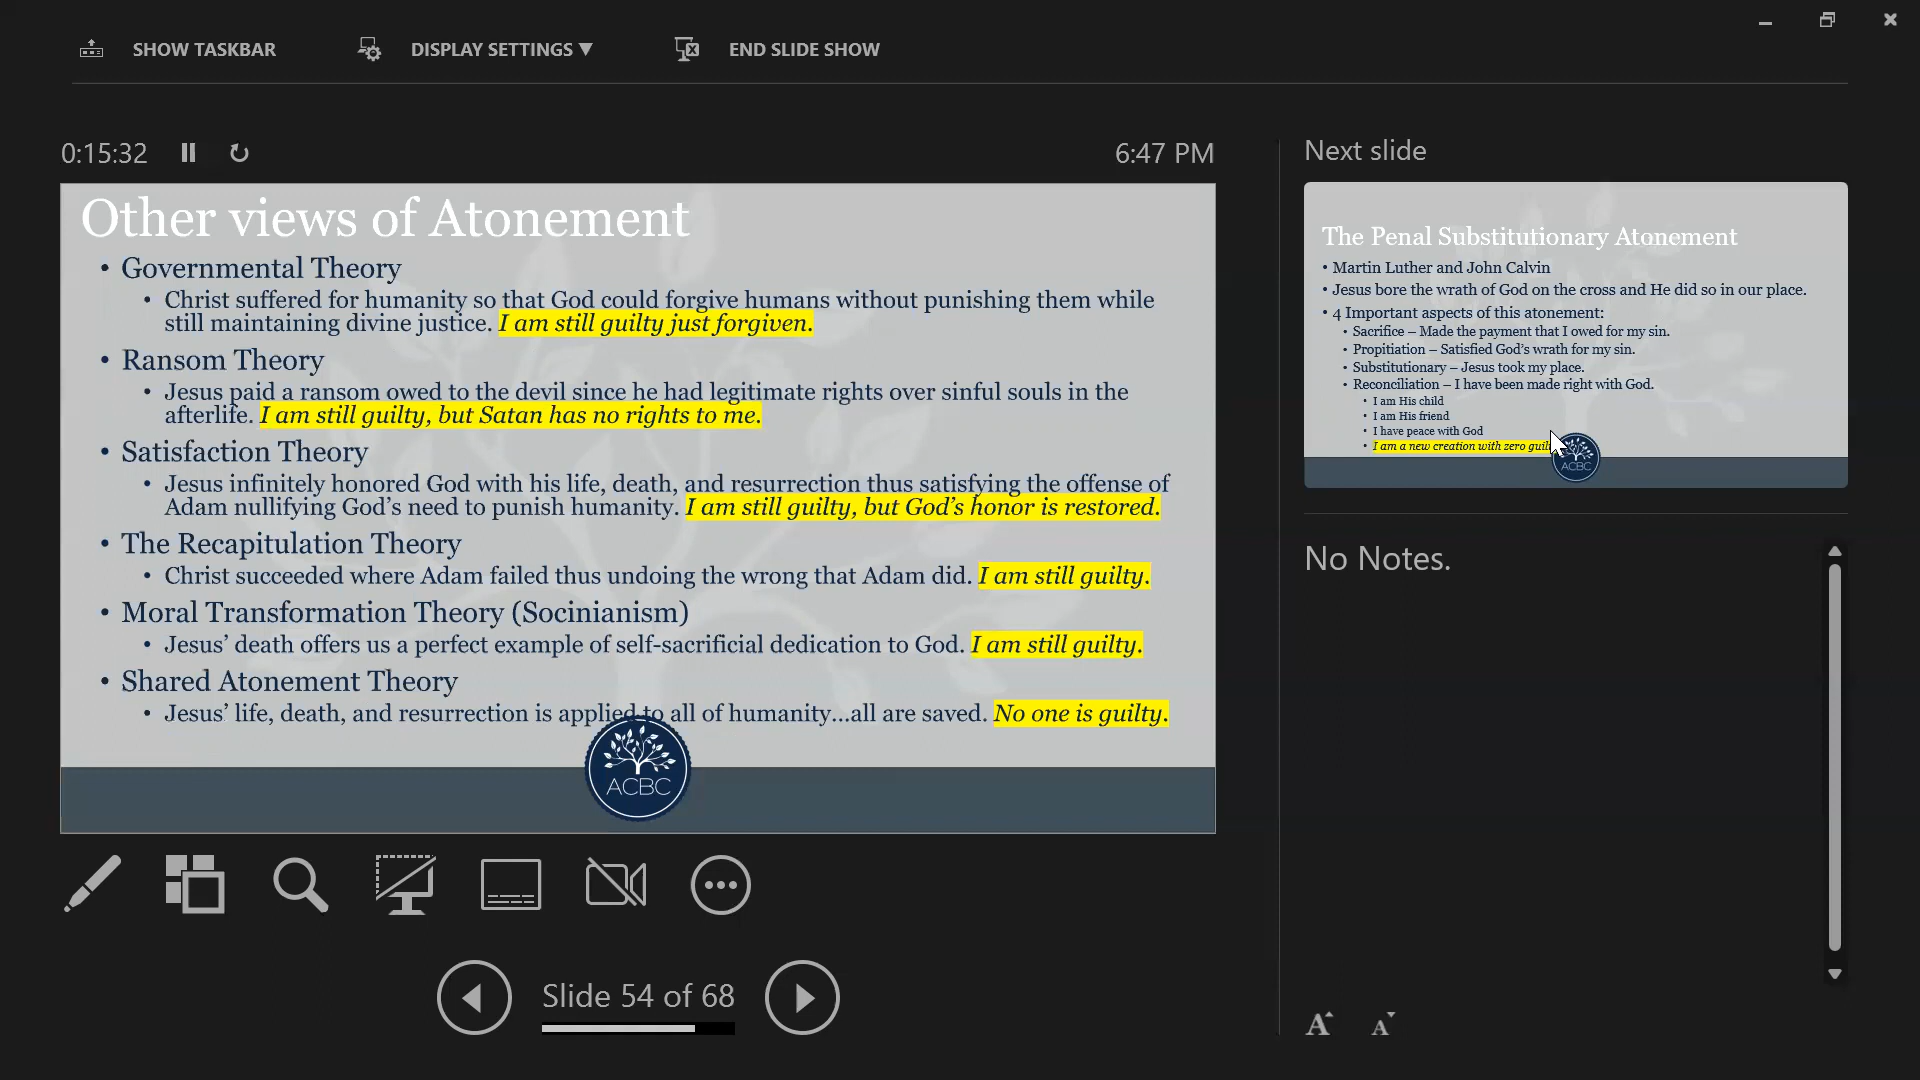 SHOW TASKBAR
DISPLAY SETTINGS ▼
END SLIDE SHOW
0:15:32
6:47 PM
Other views of Atonement
• Governmental Theory
• Christ suffered for humanity so that God could forgive humans without punishing them while
still maintaining divine justice. I am still guilty just forgiven.
• Ransom Theory
• Jesus paid a ransom owed to the devil since he had legitimate rights over sinful souls in the
afterlife. I am still guilty, but Satan has no rights to me.
• Satisfaction Theory
• Jesus infinitely honored God with his life, death, and resurrection thus satisfying the offense of
Adam nullifying God's need to punish humanity. I am still guilty, but God's honor is restored.
• The Recapitulation Theory
• Christ succeeded where Adam failed thus undoing the wrong that Adam did. I am still guilty.
• Moral Transformation Theory (Socinianism)
• Jesus' death offers us a perfect example of self-sacrificial dedication to God. I am still guilty.
• Shared Atonement Theory
• Jesus' life, death, and resurrection is applied to all of humanity...all are saved. No one is guilty.
ACBC
Slide 54 of 68
Next slide
The Penal Substitutionary Atonement
• Martin Luther and John Calvin
• Jesus bore the wrath of God on the cross and He did so in our place.
• 4 Important aspects of this atonement:
• Sacrifice – Made the payment that I owed for my sin.
• Propitiation – Satisfied God's wrath for my sin.
• Substitutionary – Jesus took my place.
• Reconciliation – I have been made right with God.
• I am His child
• I am His friend
• I have peace with God
• I am a new creation with zero
ACBC
No Notes.
A A